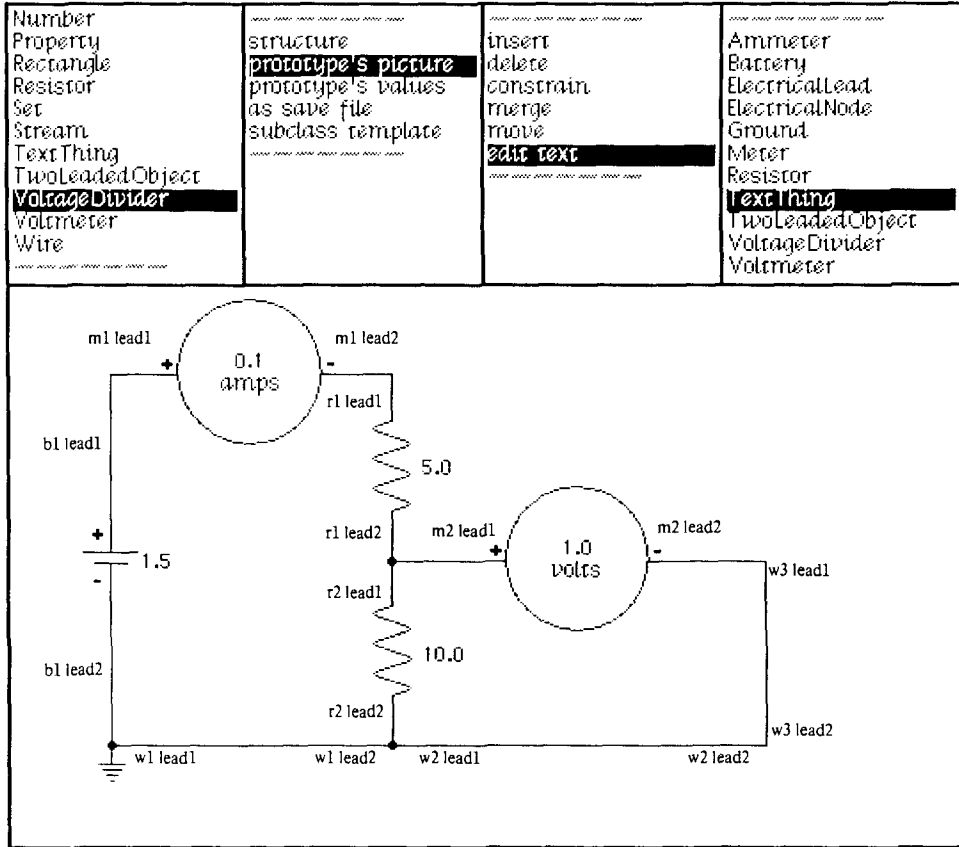 Number
Property
Rectangle
Resistor
Set
Stream
TextThing
TwoLeadedObject
VoltageDivider
Voltmeter
Wire
structure
prototype's picture
prototype's values
as save file
subclass template
insert
delete
constrain
merge
move
edit text
Ammeter
Battery
ElectricalLead
ElectricalNode
Ground
Meter
Resistor
TextThing
TwoLeadedObject
VoltageDivider
Voltmeter
m1 lead1
+
0.1
amps
m1 lead2
-
r1 lead1
b1 lead1
5.0
r1 lead2
m2 lead1
+
1.0
volts
m2 lead2
-
w3 lead1
+
1.5
-
r2 lead1
10.0
b1 lead2
r2 lead2
w3 lead2
w1 lead1
w1 lead2
w2 lead1
w2 lead2